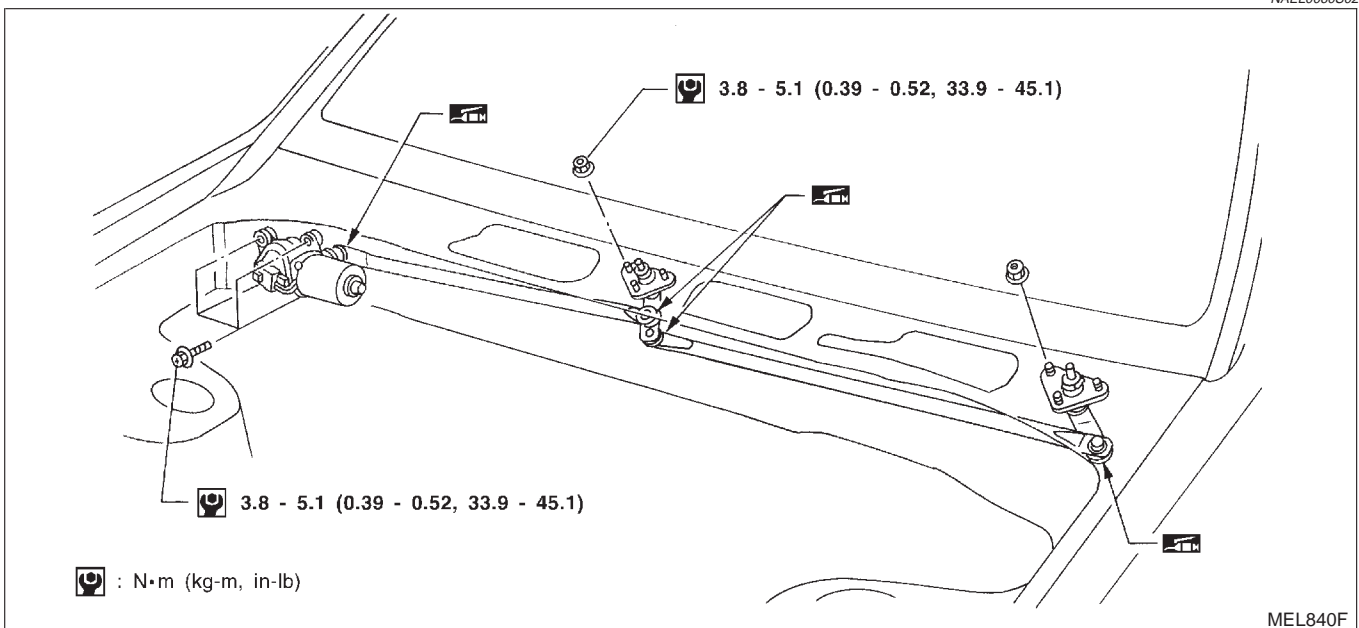 3.8 - 5.1 (0.39 - 0.52, 33.9 - 45.1)
3.8 - 5.1 (0.39 - 0.52, 33.9 - 45.1)
: N•m (kg-m, in-lb)
MEL840F